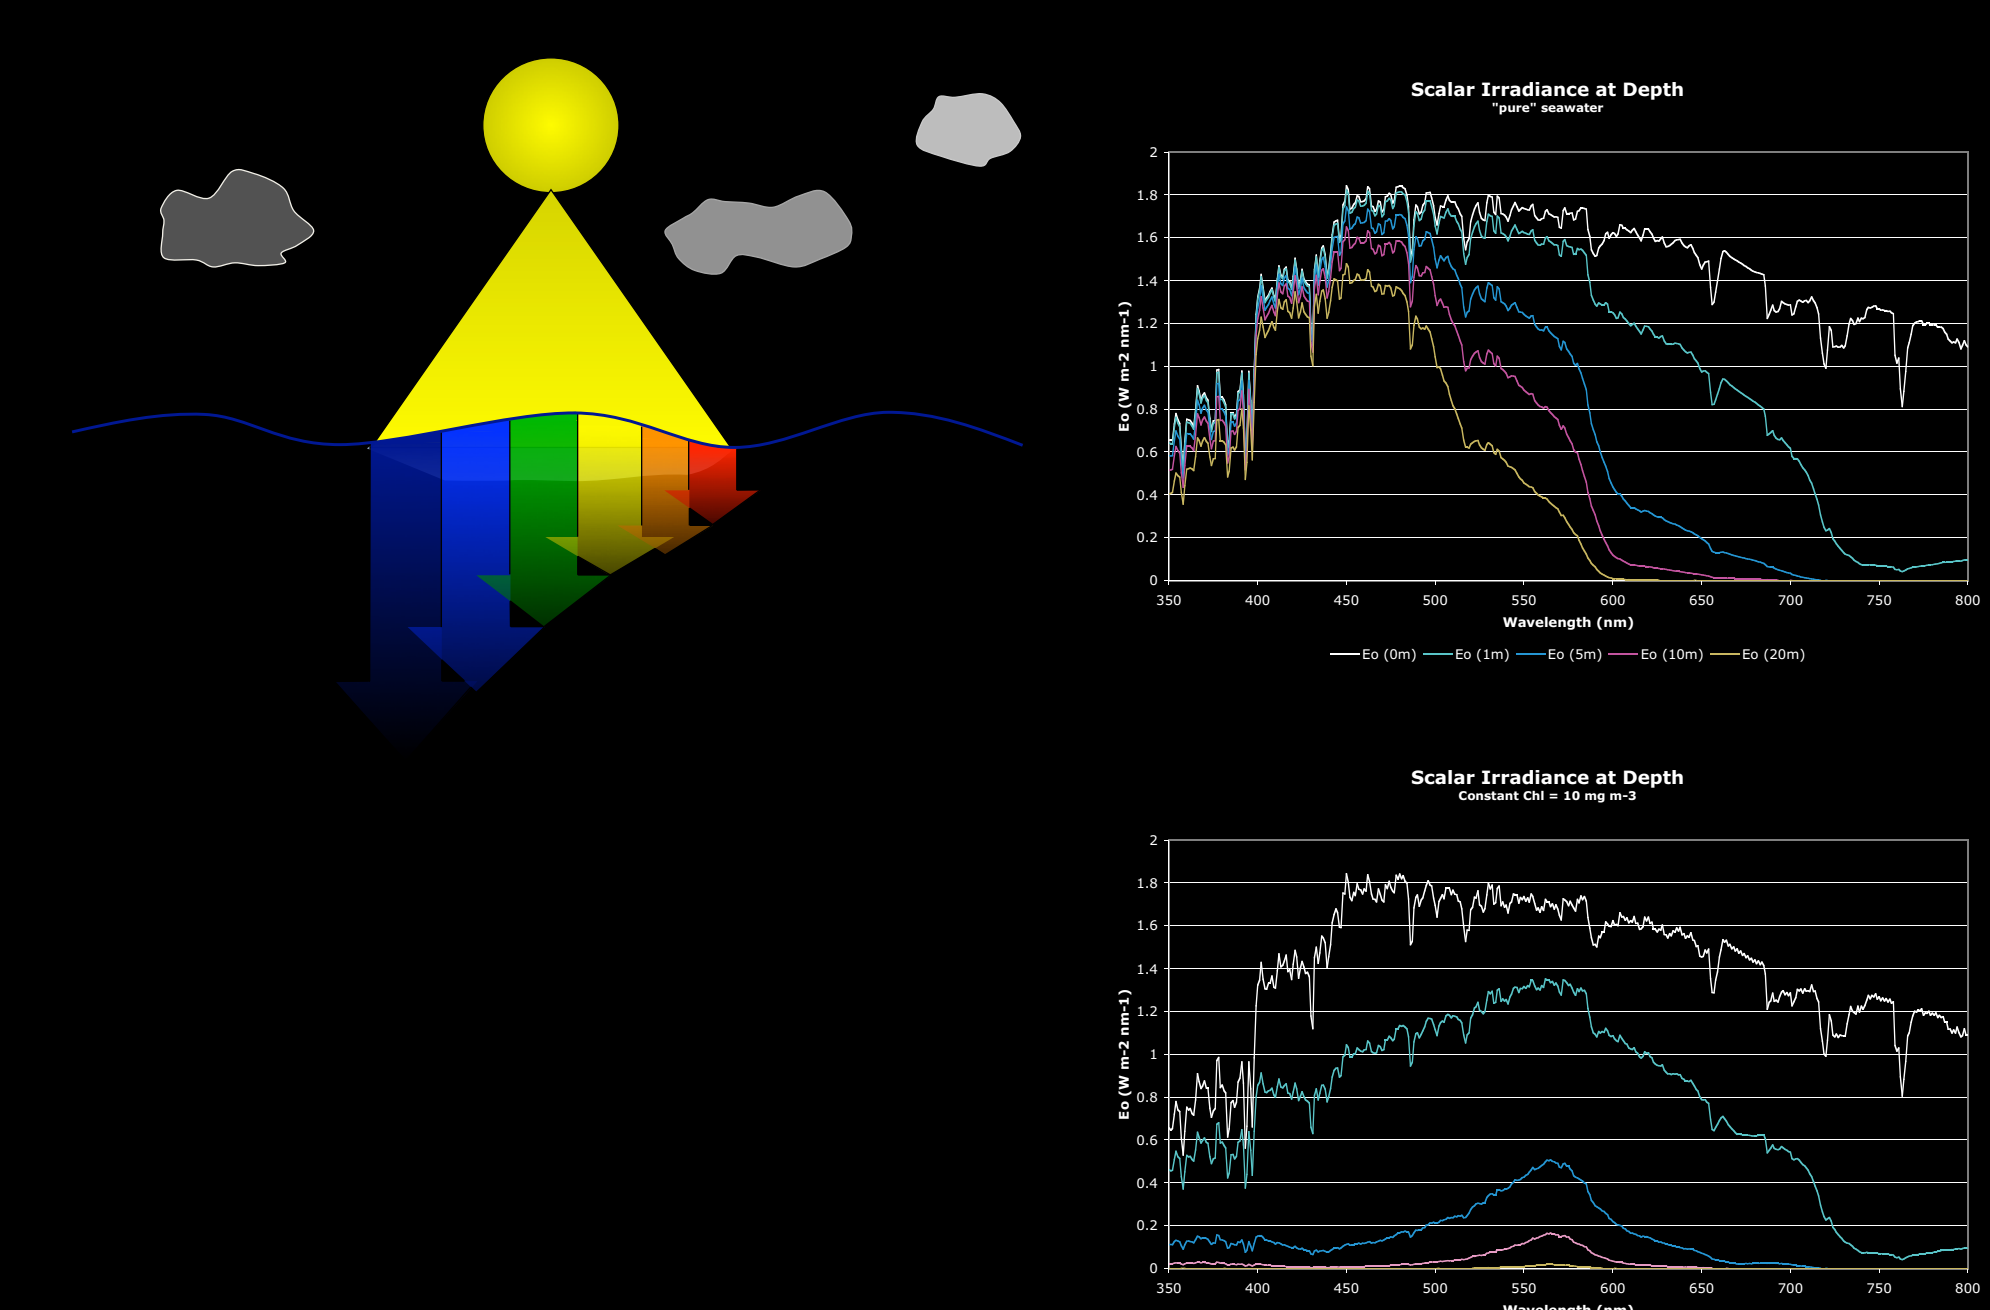 Scalar Irradiance at Depth
"pure" seawater
2
1.8
1.6
1.4
1.2
1
0.8
0.6
0.4
0.2
0
Eo (W m-2 nm-1)
350 400 450 500 550 600 650 700 750 800
Wavelength (nm)
Eo (0m) Eo (1m) Eo (5m) Eo (10m) Eo (20m)
Scalar Irradiance at Depth
Constant Chl = 10 mg m-3
2
1.8
1.6
1.4
1.2
1
0.8
0.6
0.4
0.2
0
Eo (W m-2 nm-1)
350 400 450 500 550 600 650 700 750 800
Wavelength (nm)